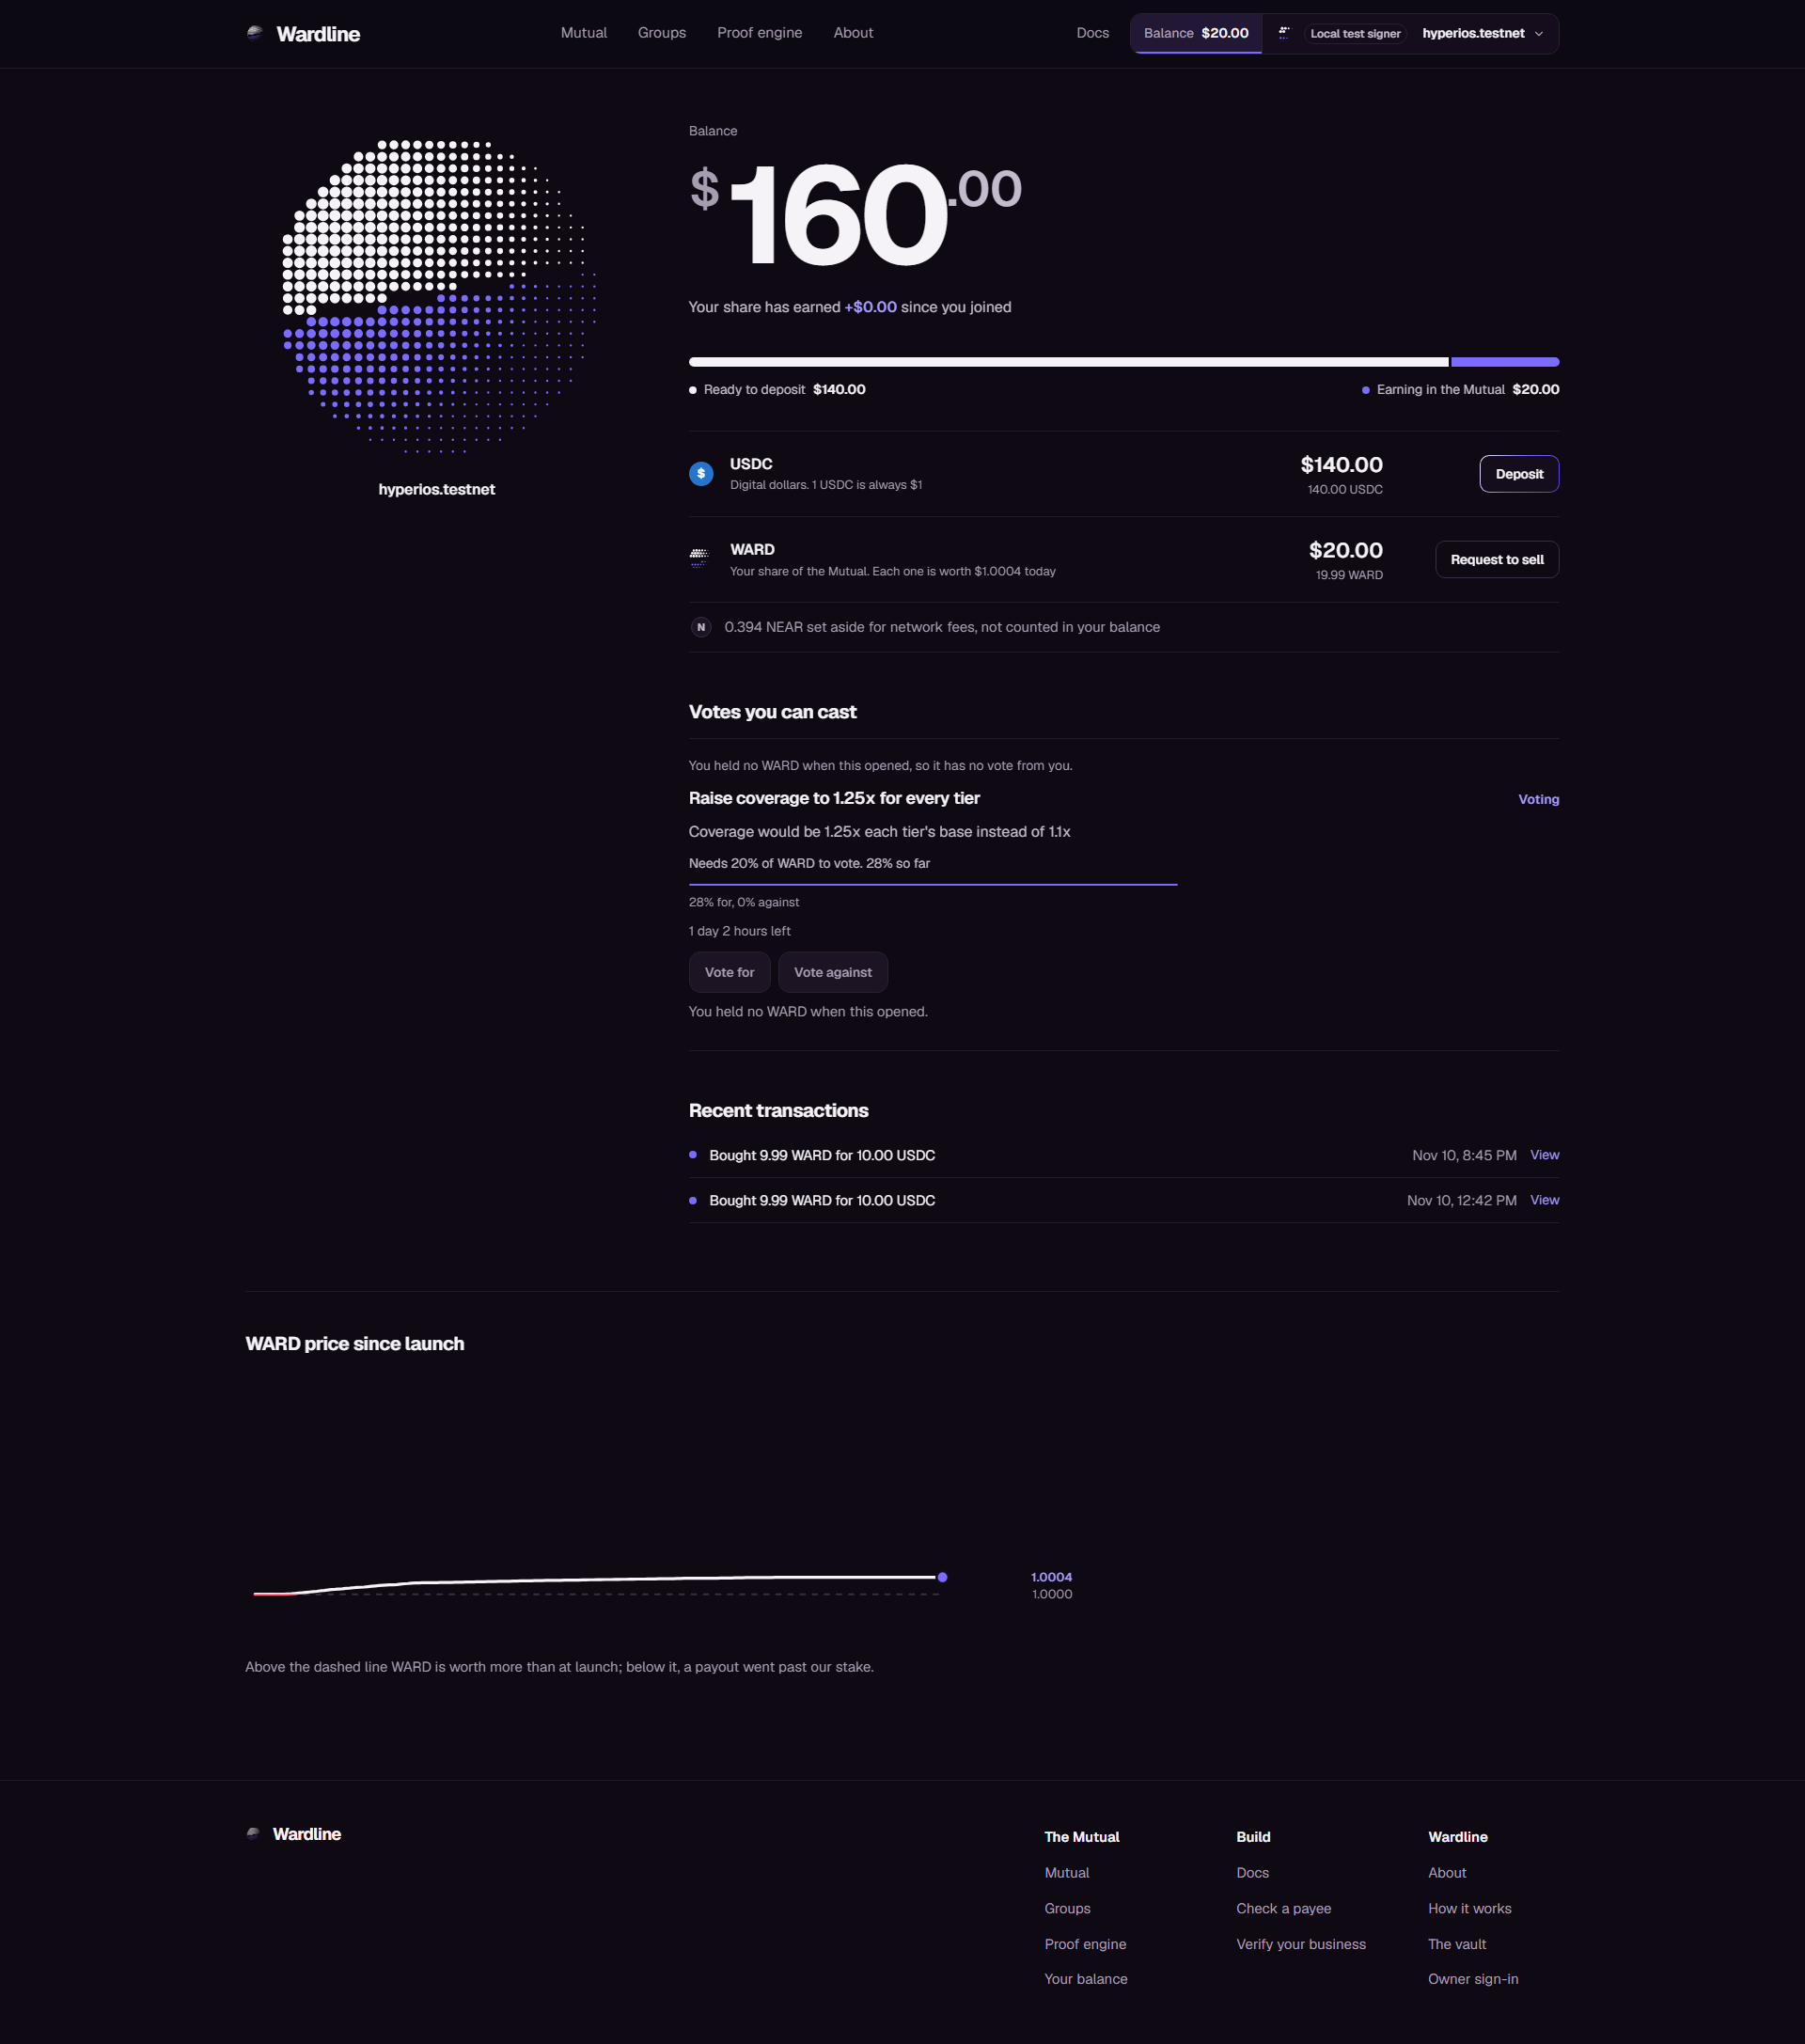 Wardline
Mutual Groups Proof engine About
Docs
Balance $20.00
Local test signer hyperios.testnet
hyperios.testnet
Balance
$160.00
Your share has earned +$0.00 since you joined
Ready to deposit $140.00
Earning in the Mutual $20.00
$
USDC
Digital dollars. 1 USDC is always $1
$140.00
140.00 USDC
Deposit
WARD
Your share of the Mutual. Each one is worth $1.0004 today
$20.00
19.99 WARD
Request to sell
N
0.394 NEAR set aside for network fees, not counted in your balance
Votes you can cast
You held no WARD when this opened, so it has no vote from you.
Raise coverage to 1.25x for every tier
Voting
Coverage would be 1.25x each tier's base instead of 1.1x
Needs 20% of WARD to vote. 28% so far
28% for, 0% against
1 day 2 hours left
Vote for
Vote against
You held no WARD when this opened.
Recent transactions
Bought 9.99 WARD for 10.00 USDC Nov 10, 8:45 PM View
Bought 9.99 WARD for 10.00 USDC Nov 10, 12:42 PM View
WARD price since launch
1.0004
1.0000
Above the dashed line WARD is worth more than at launch; below it, a payout went past our stake.
Wardline
The Mutual
Mutual
Groups
Proof engine
Your balance
Build
Docs
Check a payee
Verify your business
Wardline
About
How it works
The vault
Owner sign-in